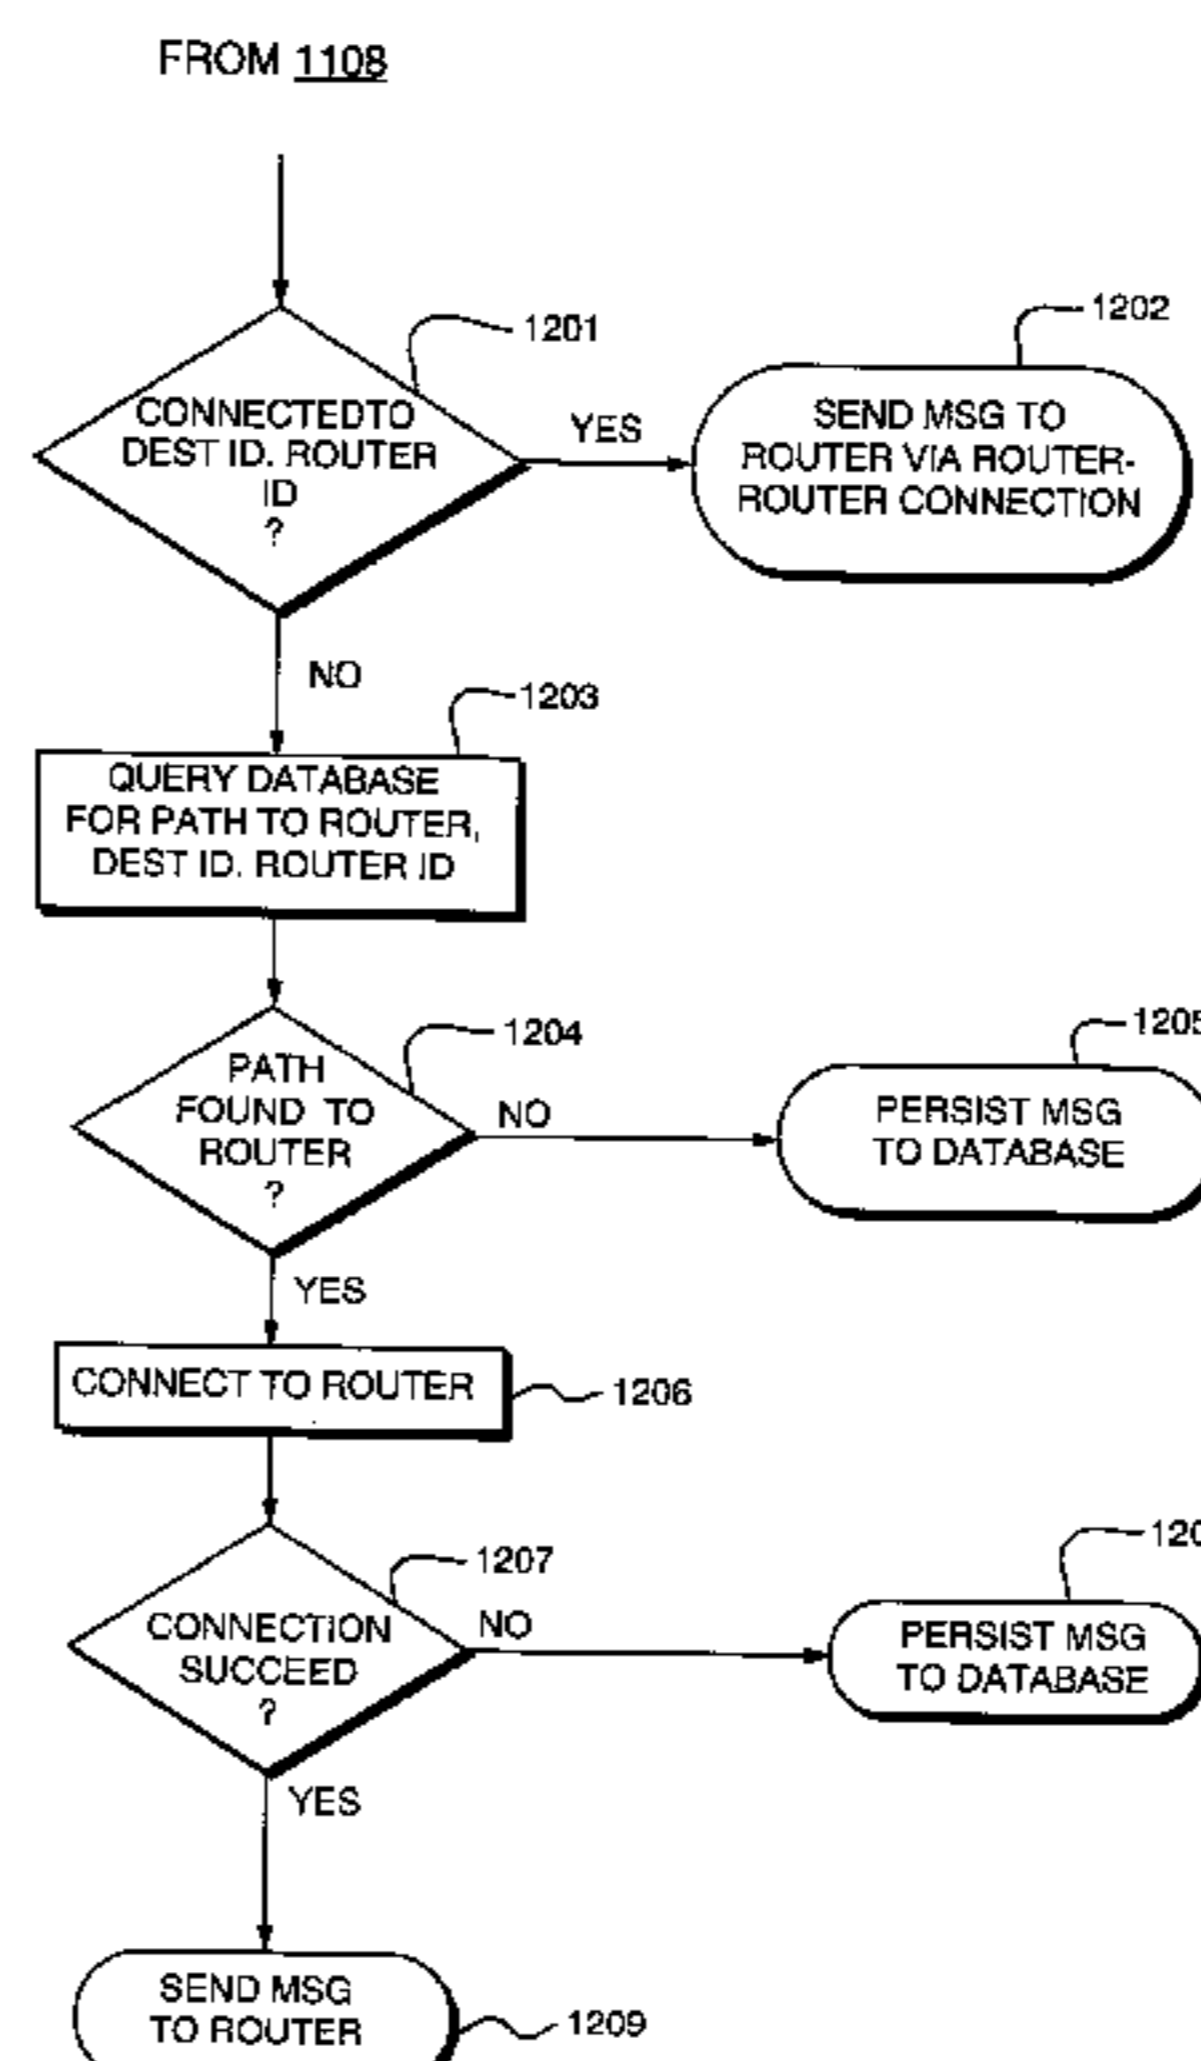 FROM 1108
1201
CONNECTEDTO
DEST ID. ROUTER
ID
?
YES
1202
SEND MSG TO
ROUTER VIA ROUTER-
ROUTER CONNECTION
NO
1203
QUERY DATABASE
FOR PATH TO ROUTER,
DEST ID. ROUTER ID
1204
PATH
FOUND TO
ROUTER
?
NO
1205
PERSIST MSG
TO DATABASE
YES
CONNECT TO ROUTER
1206
1207
CONNECTION
SUCCEED
?
NO
PERSIST MSG
TO DATABASE
YES
SEND MSG
TO ROUTER
1209